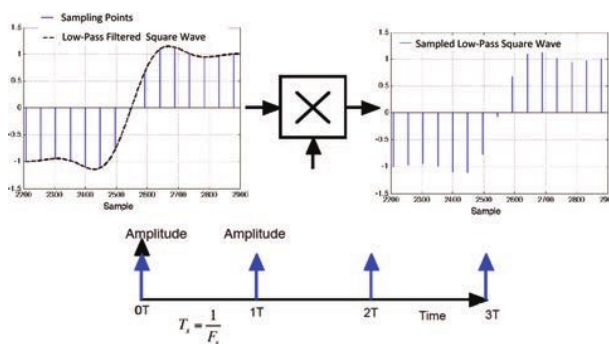 Sampling Points
Low-Pass Filtered Square Wave
1.5
1
0.5
0
-0.5
-1
-1.5
2200 2300 2400 2500 2600 2700 2800 2900
Sample
Sampled Low-Pass Square Wave
1.5
1
0.5
0
-0.5
-1
-1.5
2200 2300 2400 2500 2600 2700 2800 2900
Sample
Amplitude Amplitude
0T 1T 2T Time 3T
Tₛ = 1/Fₛ